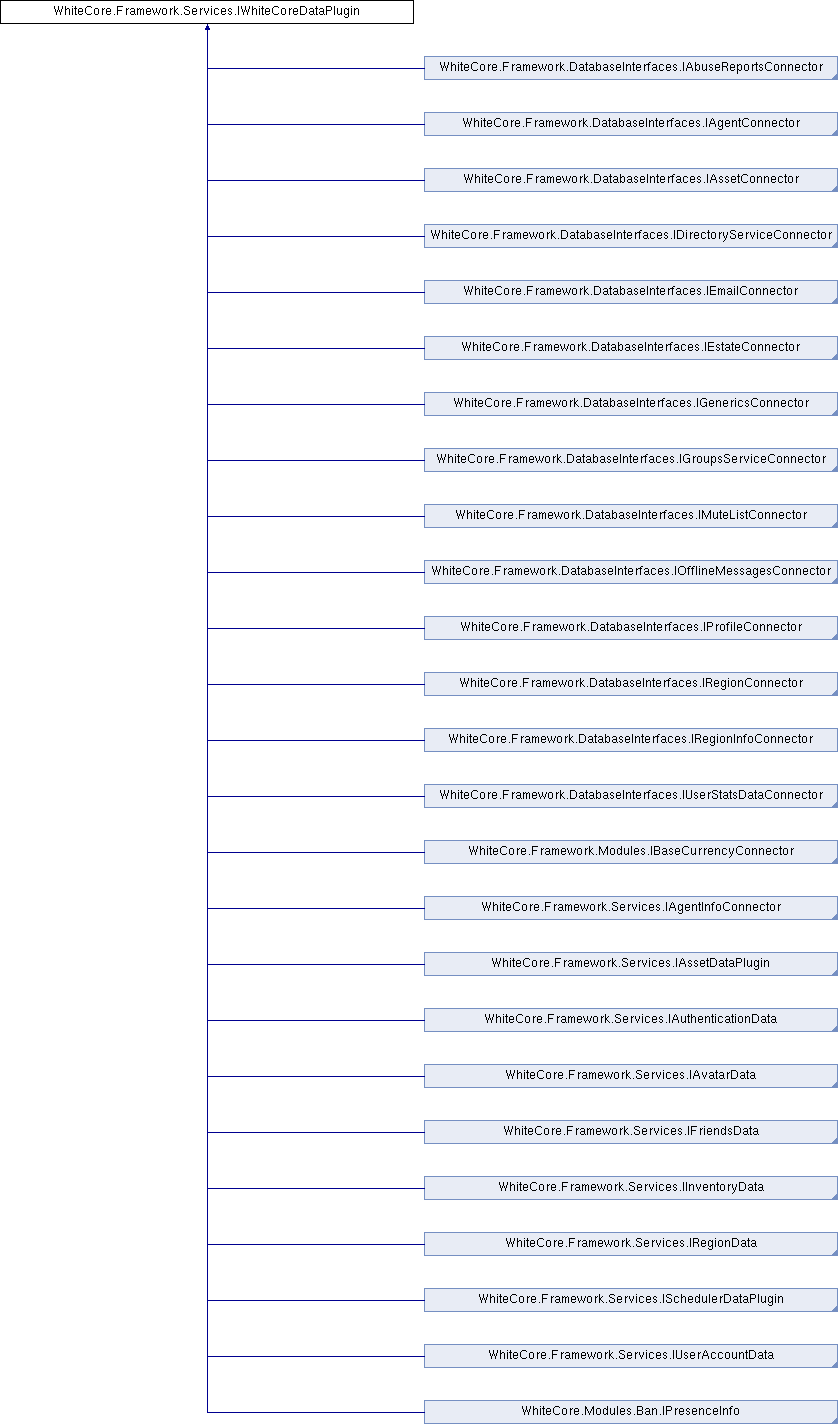 WhiteCore.Framework.Services.IWhiteCoreDataPlugin
WhiteCore.Framework.DatabaseInterfaces.IAbuseReportsConnector
WhiteCore.Framework.DatabaseInterfaces.IAgentConnector
WhiteCore.Framework.DatabaseInterfaces.IAssetConnector
WhiteCore.Framework.DatabaseInterfaces.IDirectoryServiceConnector
WhiteCore.Framework.DatabaseInterfaces.IEmailConnector
WhiteCore.Framework.DatabaseInterfaces.IEstateConnector
WhiteCore.Framework.DatabaseInterfaces.IGenericsConnector
WhiteCore.Framework.DatabaseInterfaces.IGroupsServiceConnector
WhiteCore.Framework.DatabaseInterfaces.IMuteListConnector
WhiteCore.Framework.DatabaseInterfaces.IOfflineMessagesConnector
WhiteCore.Framework.DatabaseInterfaces.IProfileConnector
WhiteCore.Framework.DatabaseInterfaces.IRegionConnector
WhiteCore.Framework.DatabaseInterfaces.IRegionInfoConnector
WhiteCore.Framework.DatabaseInterfaces.IUserStatsDataConnector
WhiteCore.Framework.Modules.IBaseCurrencyConnector
WhiteCore.Framework.Services.IAgentInfoConnector
WhiteCore.Framework.Services.IAssetDataPlugin
WhiteCore.Framework.Services.IAuthenticationData
WhiteCore.Framework.Services.IAvatarData
WhiteCore.Framework.Services.IFriendsData
WhiteCore.Framework.Services.IInventoryData
WhiteCore.Framework.Services.IRegionData
WhiteCore.Framework.Services.ISchedulerDataPlugin
WhiteCore.Framework.Services.IUserAccountData
WhiteCore.Modules.Ban.IPresenceInfo